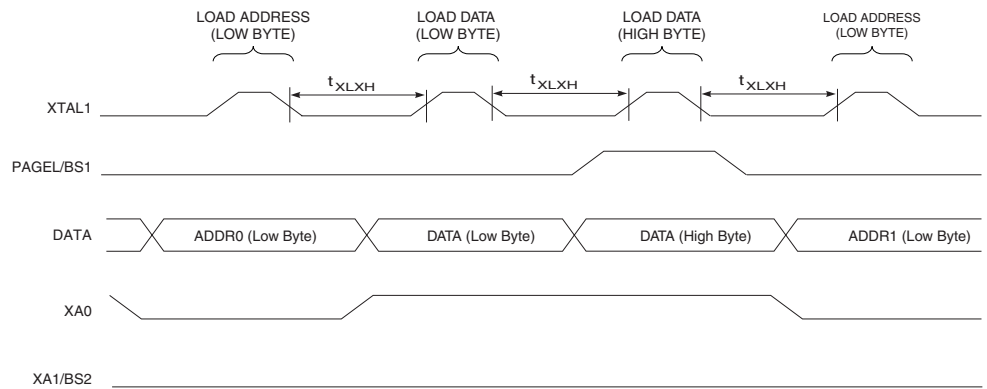 LOAD ADDRESS
(LOW BYTE)
LOAD DATA
(LOW BYTE)
LOAD DATA
(HIGH BYTE)
LOAD ADDRESS
(LOW BYTE)
tXLXH
tXLXH
tXLXH
XTAL1
PAGEL/BS1
DATA
ADDR0 (Low Byte)
DATA (Low Byte)
DATA (High Byte)
ADDR1 (Low Byte)
XA0
XA1/BS2